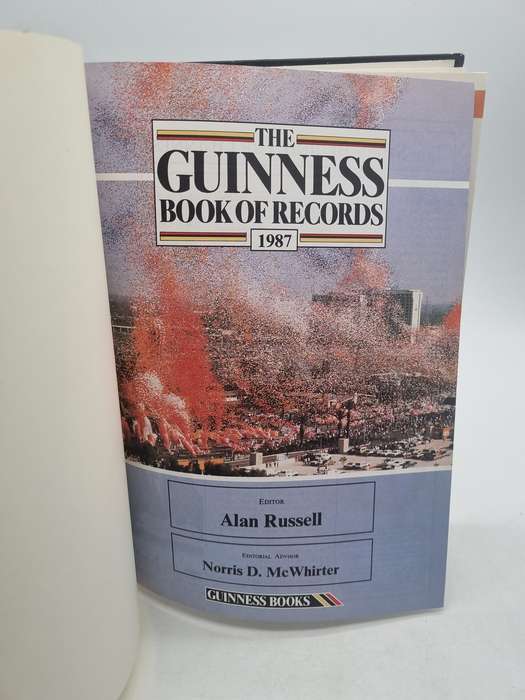 THE
GUINNESS
BOOK OF RECORDS
1987
EDITOR
Alan Russell
EDITORIAL ADVISOR
Norris D. McWhirter
GUINNESS BOOKS